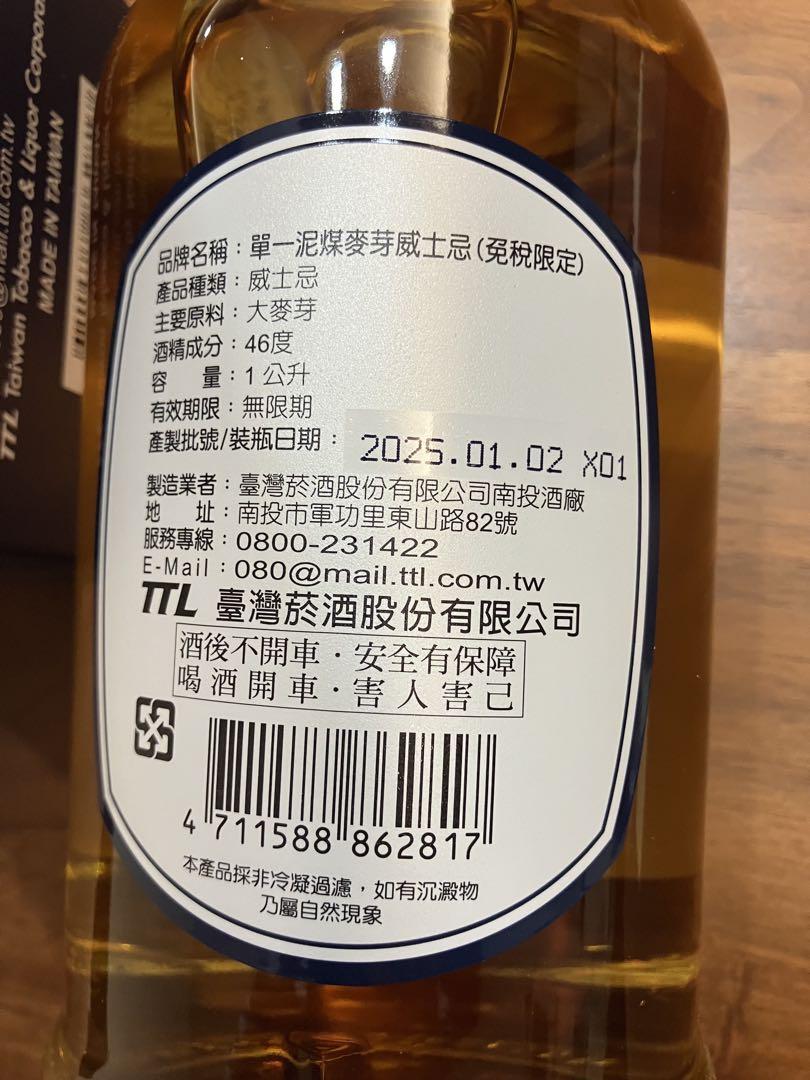 mail.ttl.com.tw
TTL Taiwan Tobacco & Liquor Corpora
MADE IN TAIWAN
品牌名稱：單一泥煤麥芽威士忌(免稅限定)
產品種類：威士忌
主要原料：大麥芽
酒精成分：46度
容 量：1公升
有效期限：無限期
產製批號/裝瓶日期： 2025.01.02 X01
製造業者：臺灣菸酒股份有限公司南投酒廠
地 址：南投市軍功里東山路82號
服務專線：0800-231422
E-Mail：080@mail.ttl.com.tw
TTL 臺灣菸酒股份有限公司
酒後不開車·安全有保障
喝酒開車·害人害己
4 711588 862817
本產品採非冷凝過濾，如有沉澱物
乃屬自然現象